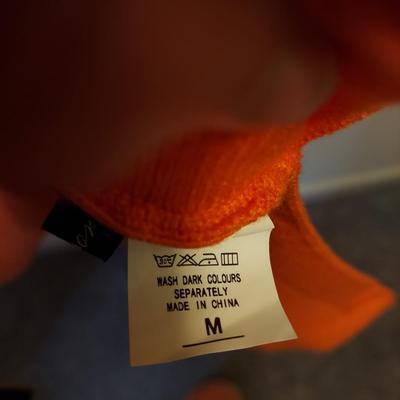 WASH DARK COLOURS
SEPARATELY
MADE IN CHINA
M